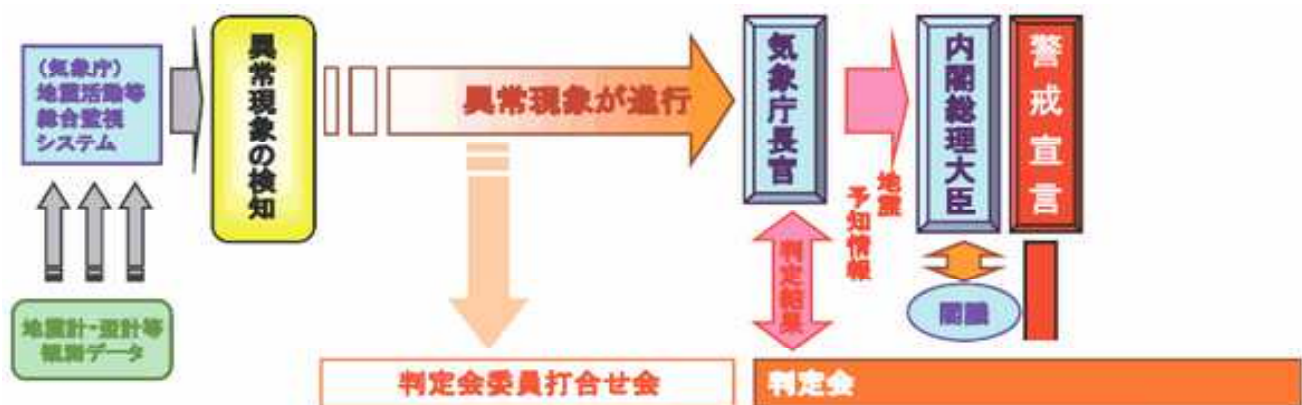 (気象庁)
地震活動等
総合監視
システム
地震計・歪計等
観測データ
異常現象の検知
異常現象が進行
判定会委員打合せ会
気象庁長官
判定結果
判定会
地震
予知情報
内閣総理大臣
閣議
警戒宣言